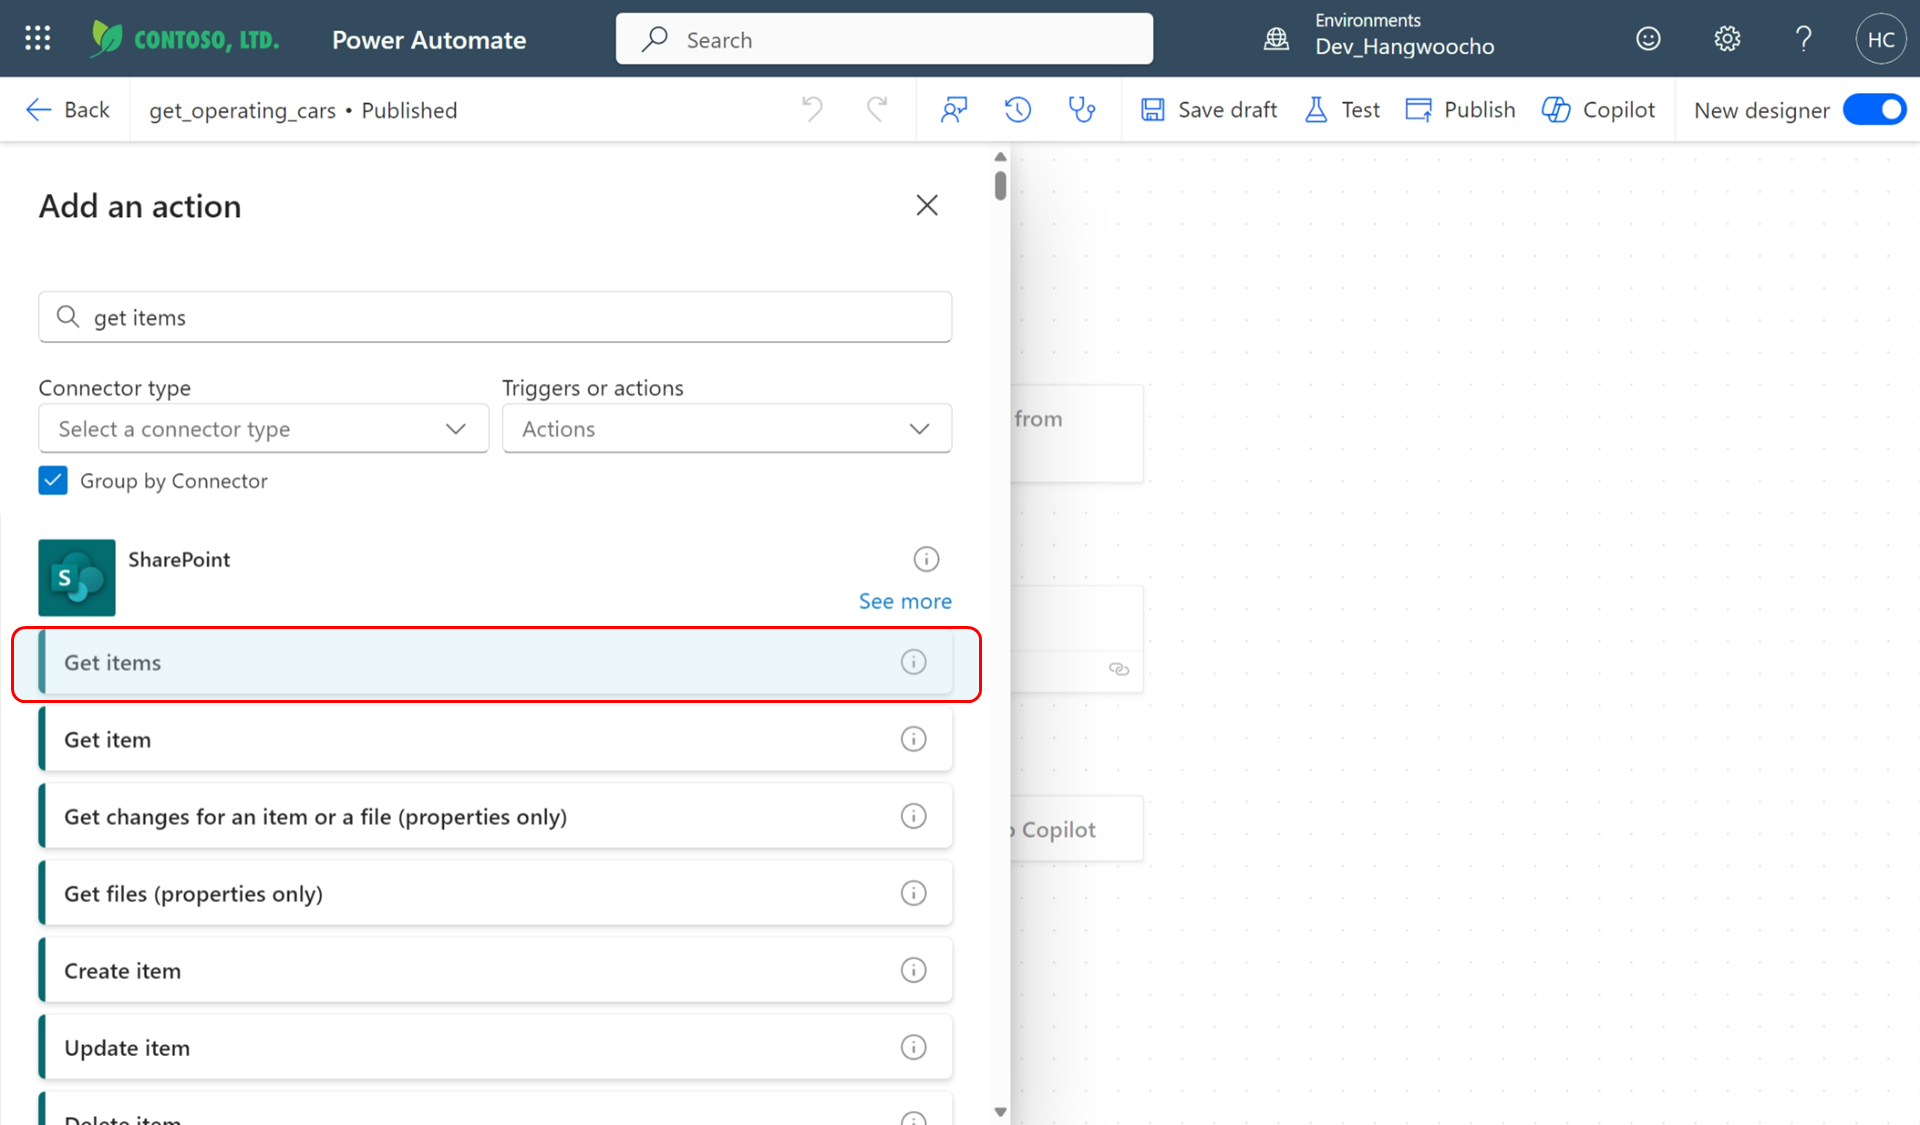 CONTOSO, LTD.
Power Automate
Search
Environments
Dev_Hangwoocho
HC
Back
get_operating_cars • Published
Save draft
Test
Publish
Copilot
New designer
Add an action
get items
Connector type
Triggers or actions
Select a connector type
Actions
Group by Connector
from
S
SharePoint
See more
Get items
Get item
Get changes for an item or a file (properties only)
Copilot
Get files (properties only)
Create item
Update item
Delete item